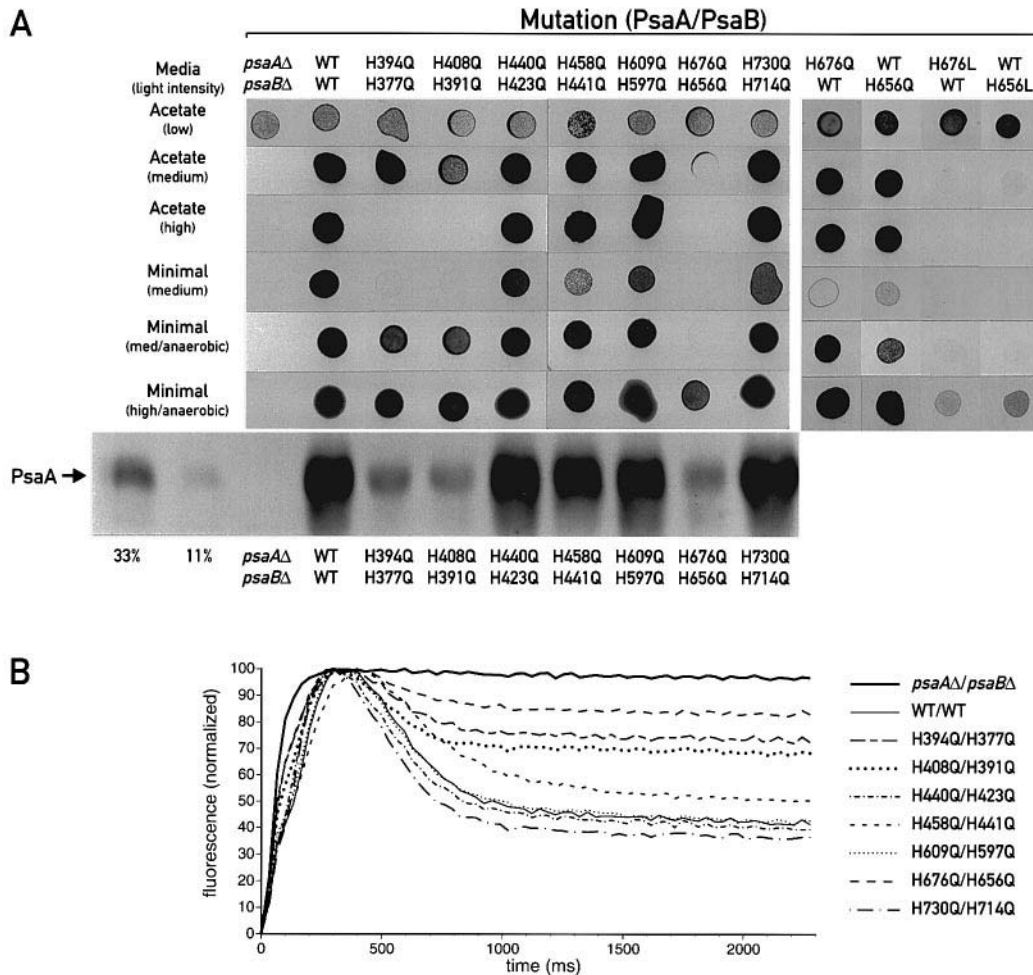 A
Mutation (PsaA/PsaB)
Media
(light intensity)
psaAΔ WT H394Q H408Q H440Q H458Q H609Q H676Q H730Q H676Q WT H676L WT
psaBΔ WT H377Q H391Q H423Q H441Q H597Q H656Q H714Q WT H656Q WT H656L
Acetate
(low)
Acetate
(medium)
Acetate
(high)
Minimal
(medium)
Minimal
(med/anaerobic)
Minimal
(high/anaerobic)
PsaA
33% 11% psaAΔ WT H394Q H408Q H440Q H458Q H609Q H676Q H730Q
psaBΔ WT H377Q H391Q H423Q H441Q H597Q H656Q H714Q
B
fluorescence (normalized)
100
90
80
70
60
50
40
30
20
10
0
0 500 1000 1500 2000
time (ms)
psaAΔ/psaBΔ
WT/WT
H394Q/H377Q
H408Q/H391Q
H440Q/H423Q
H458Q/H441Q
H609Q/H597Q
H676Q/H656Q
H730Q/H714Q